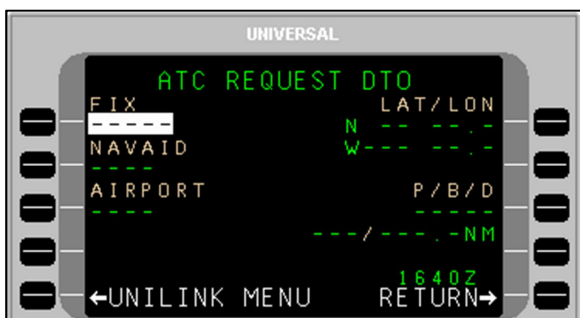 UNIVERSAL
ATC REQUEST DTO
FIX LAT/LON
----- N -- --.-
NAVAID W--- --.-
----
AIRPORT P/B/D
---- -----
---/---.-NM
1640Z
←UNILINK MENU RETURN→